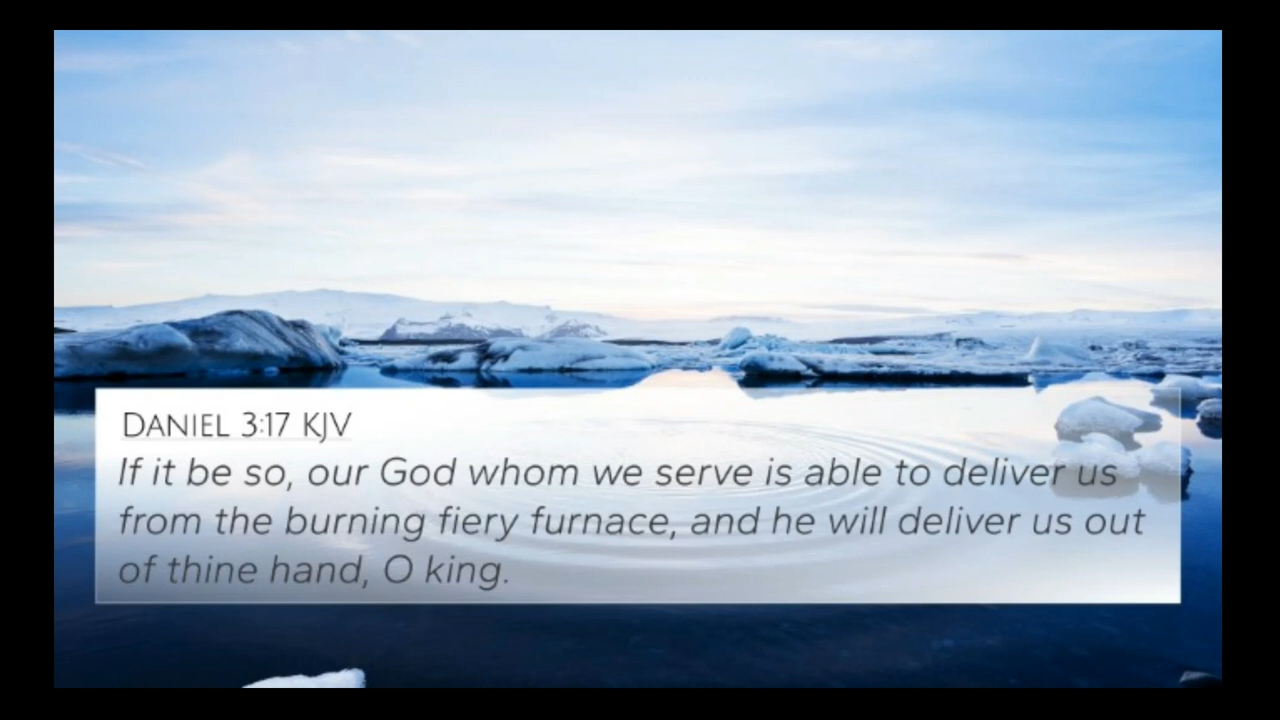 DANIEL 3:17 KJV
If it be so, our God whom we serve is able to deliver us
from the burning fiery furnace, and he will deliver us out
of thine hand, O king.